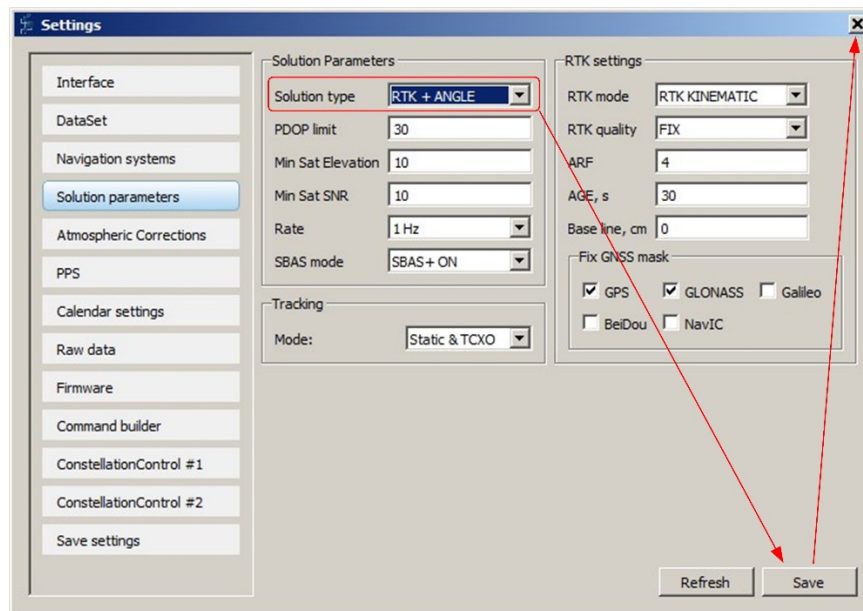 Settings
Interface
DataSet
Navigation systems
Solution parameters
Atmospheric Corrections
PPS
Calendar settings
Raw data
Firmware
Command builder
ConstellationControl #1
ConstellationControl #2
Save settings
Solution Parameters
Solution type RTK + ANGLE
PDOP limit 30
Min Sat Elevation 10
Min Sat SNR 10
Rate 1 Hz
SBAS mode SBAS+ ON
Tracking
Mode: Static & TCXO
RTK settings
RTK mode RTK KINEMATIC
RTK quality FIX
ARF 4
AGE, s 30
Base line, cm 0
Fix GNSS mask
GPS GLONASS Galileo
BeiDou NavIC
Refresh Save